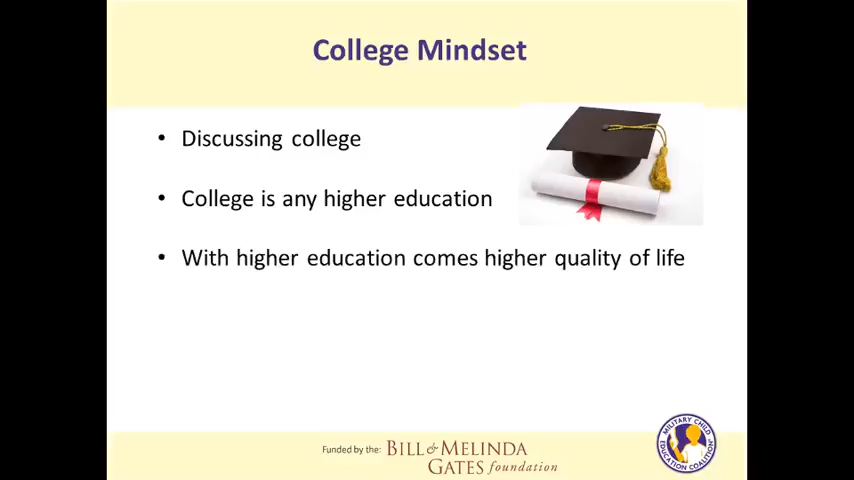 College Mindset
• Discussing college
• College is any higher education
• With higher education comes higher quality of life
Funded by the: BILL & MELINDA
GATES foundation
MILITARY CHILD
EDUCATION COALITION